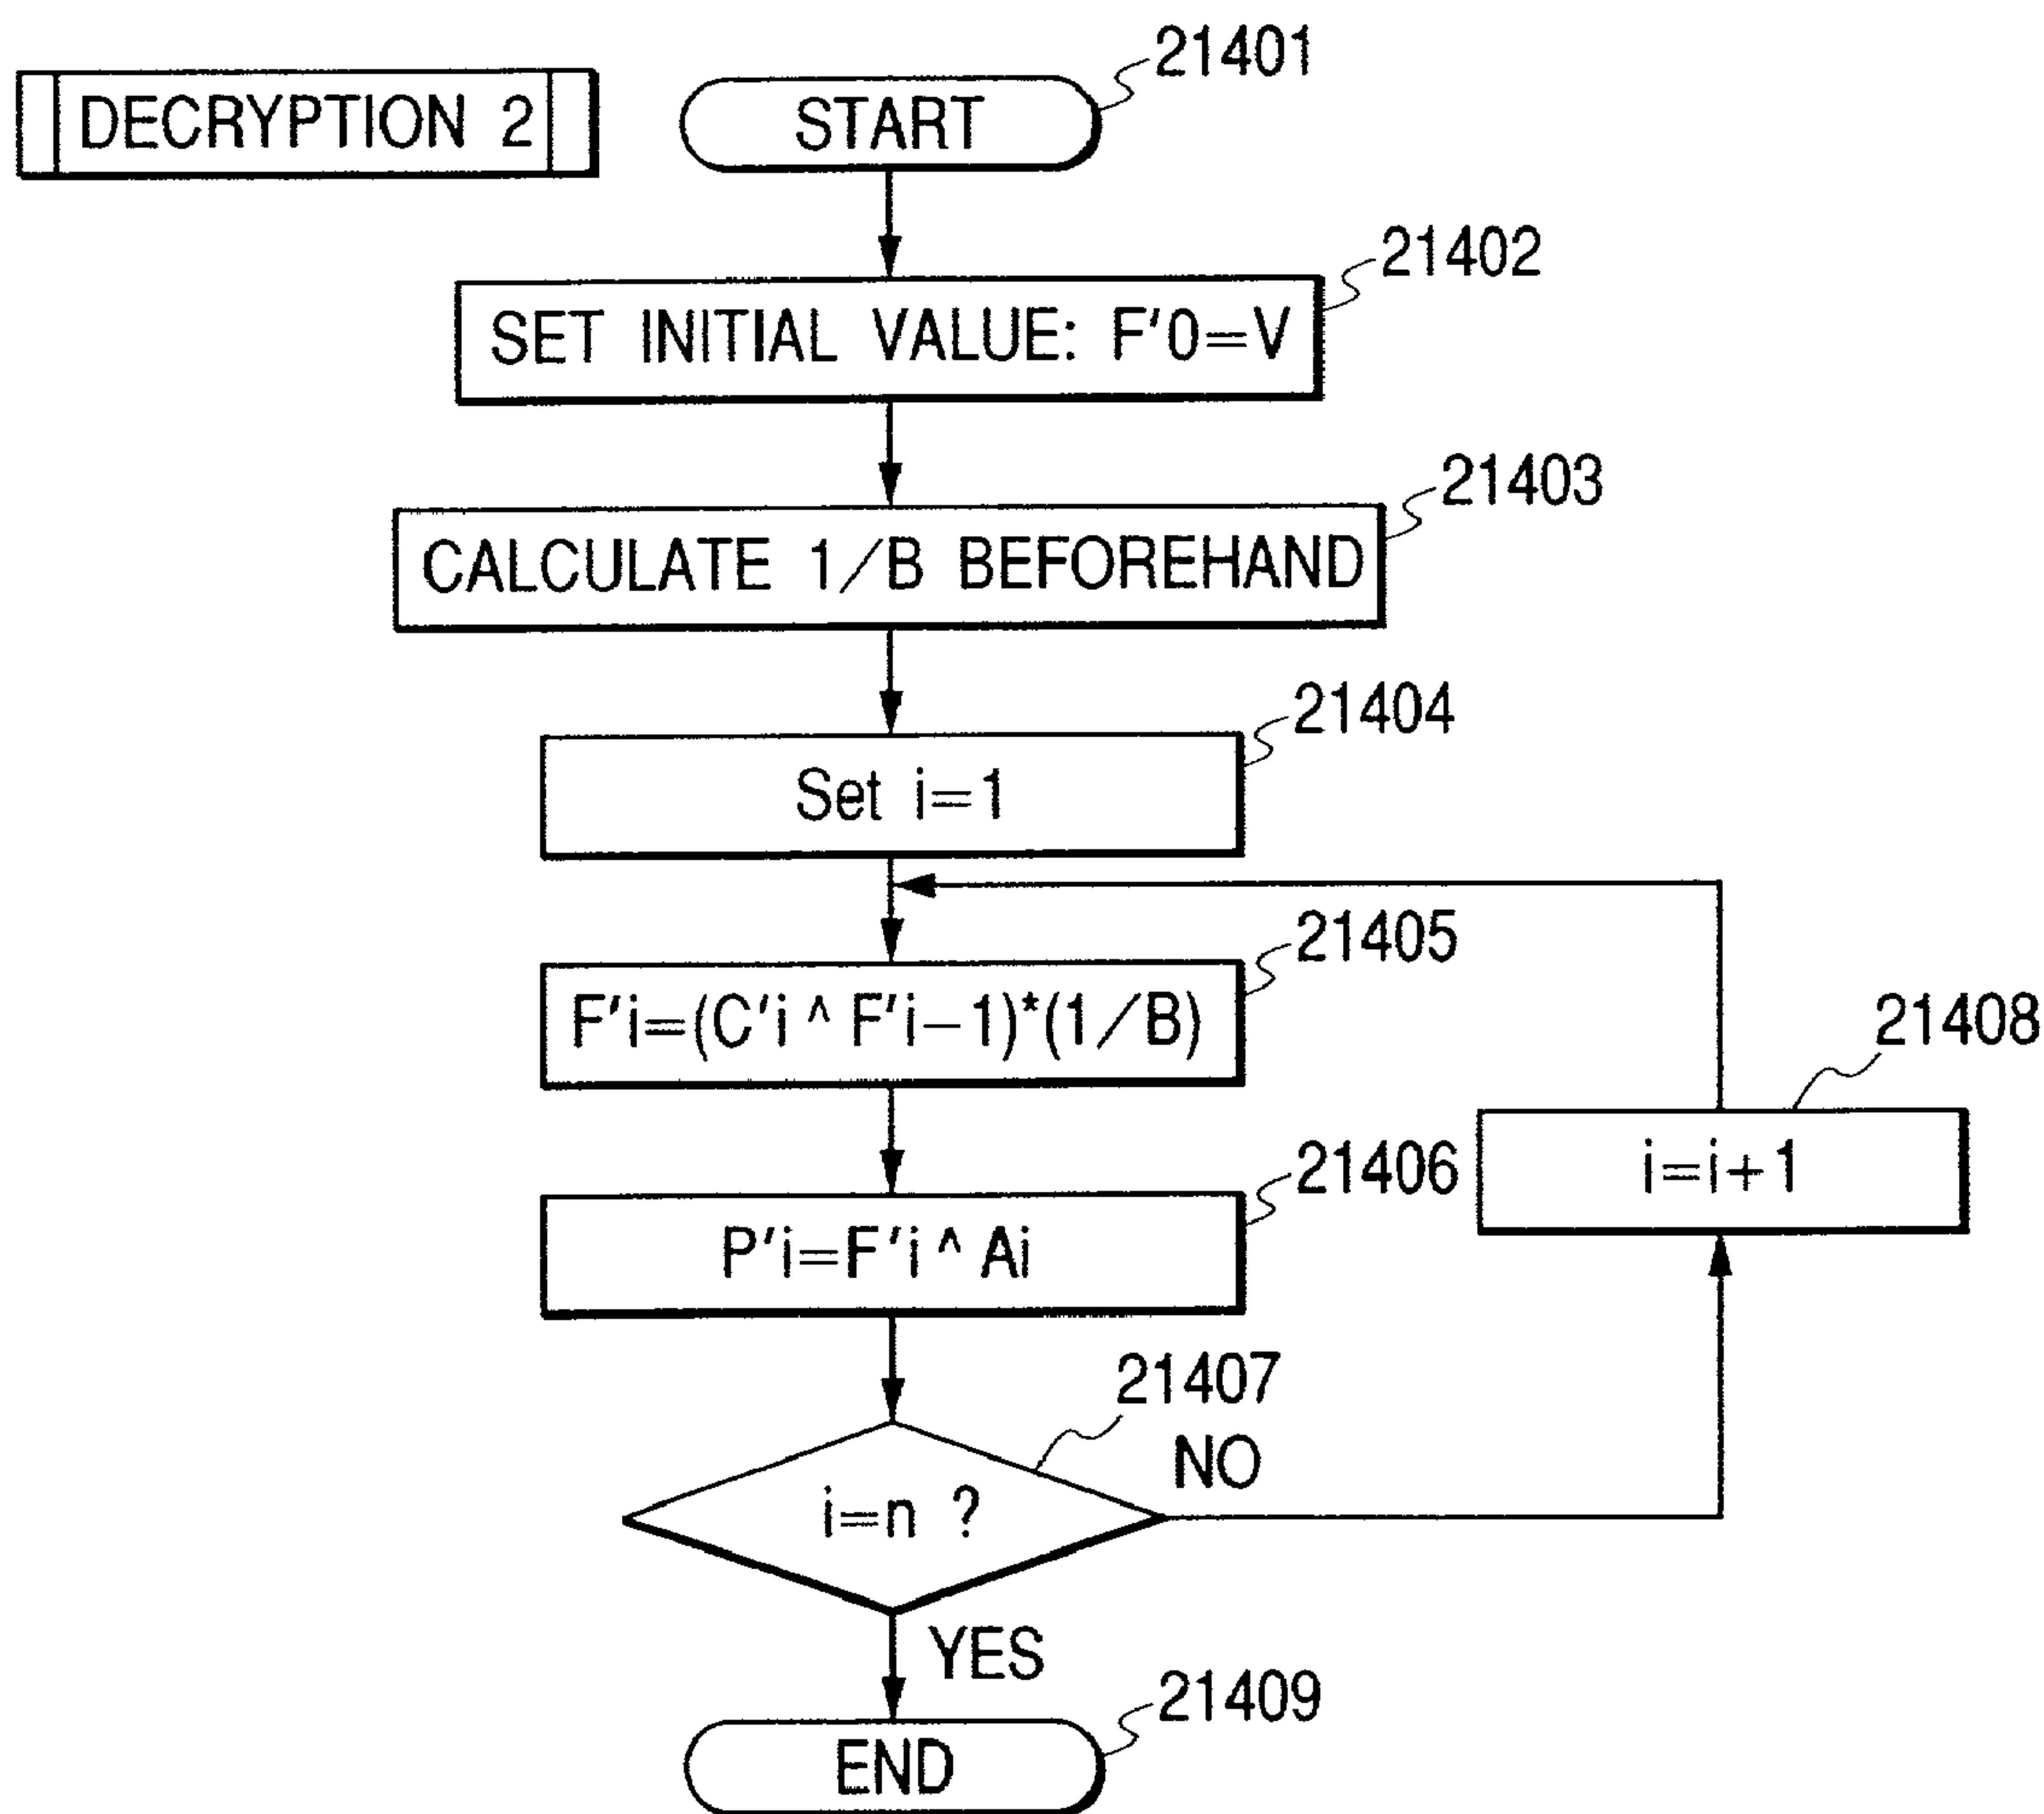 DECRYPTION 2
START
21401
SET INITIAL VALUE: F'0=V
21402
CALCULATE 1/B BEFOREHAND
21403
Set i=1
21404
F'i=(C'i ^ F'i-1)*(1/B)
21405
P'i=F'i ^ Ai
21406
i=i+1
21408
i=n ?
21407
NO
YES
END
21409